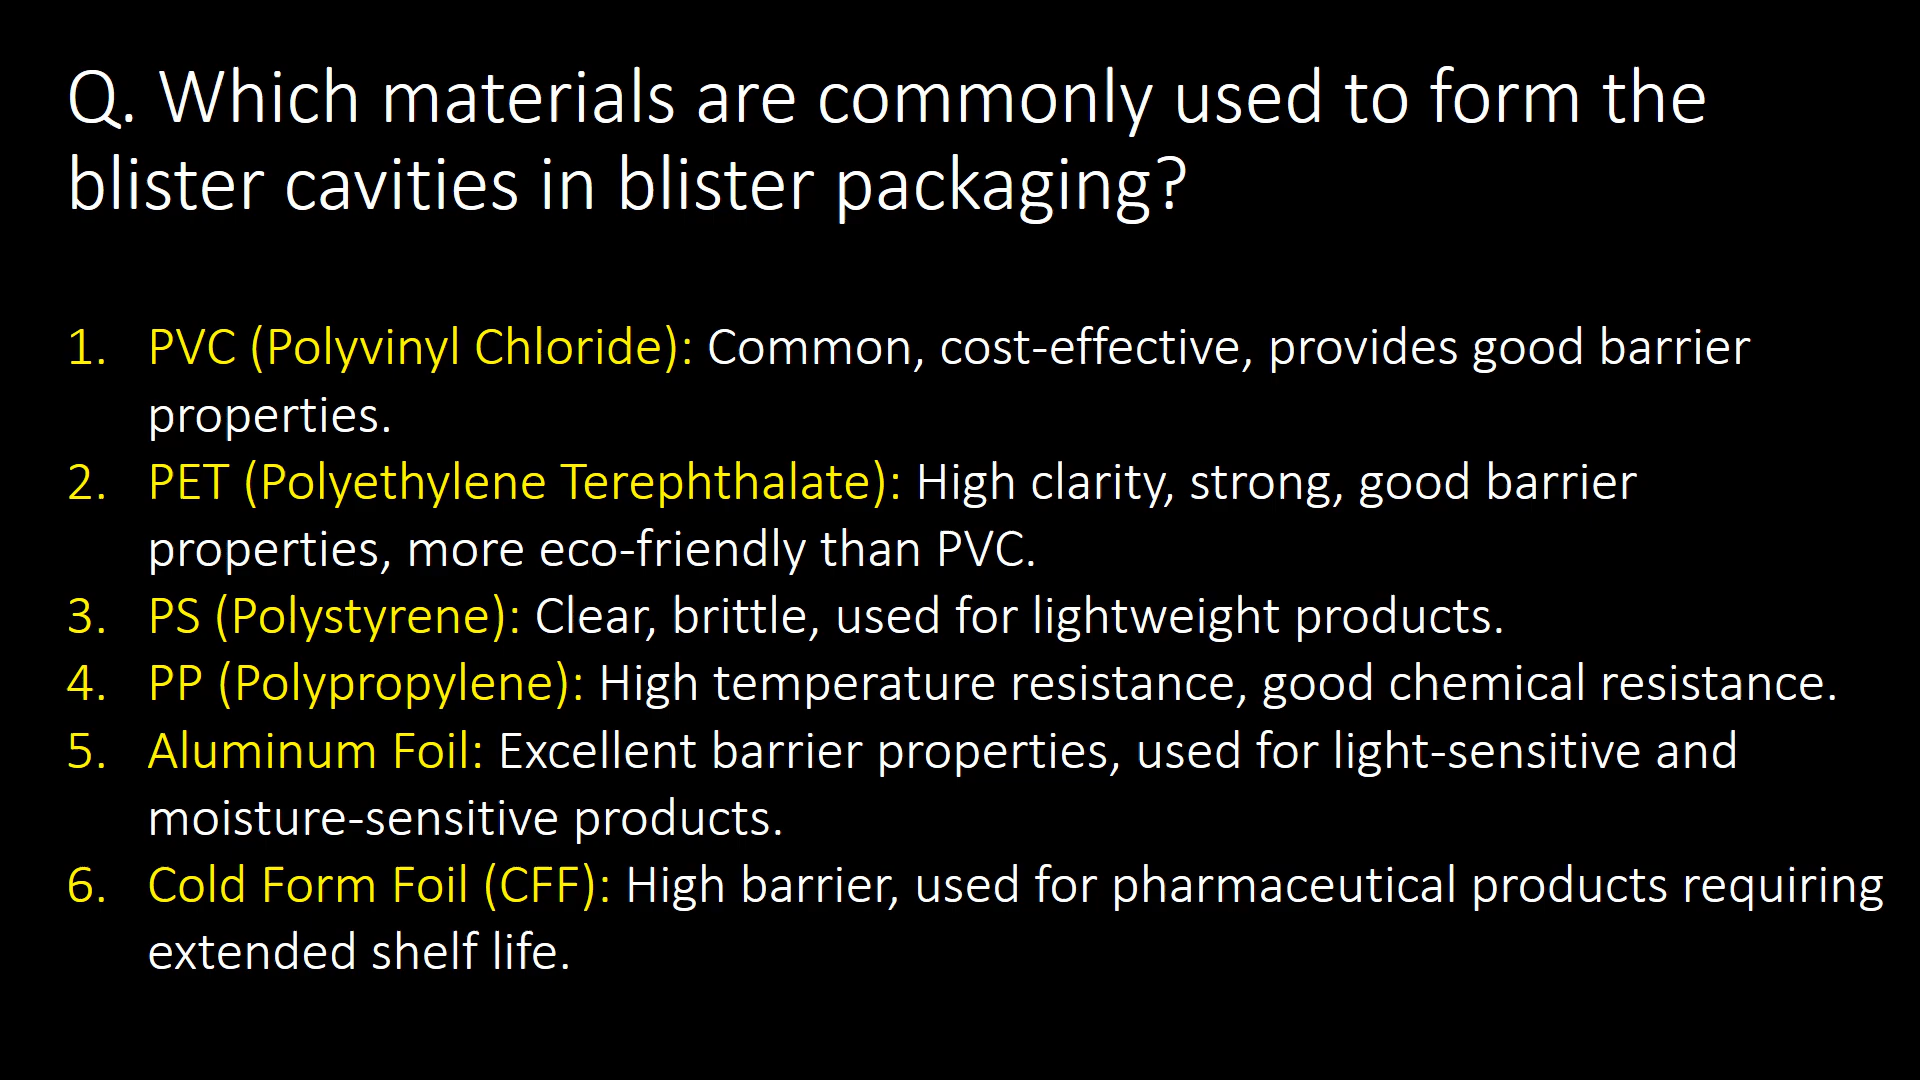 Q. Which materials are commonly used to form the
blister cavities in blister packaging?
1. PVC (Polyvinyl Chloride): Common, cost-effective, provides good barrier
properties.
2. PET (Polyethylene Terephthalate): High clarity, strong, good barrier
properties, more eco-friendly than PVC.
3. PS (Polystyrene): Clear, brittle, used for lightweight products.
4. PP (Polypropylene): High temperature resistance, good chemical resistance.
5. Aluminum Foil: Excellent barrier properties, used for light-sensitive and
moisture-sensitive products.
6. Cold Form Foil (CFF): High barrier, used for pharmaceutical products requiring
extended shelf life.